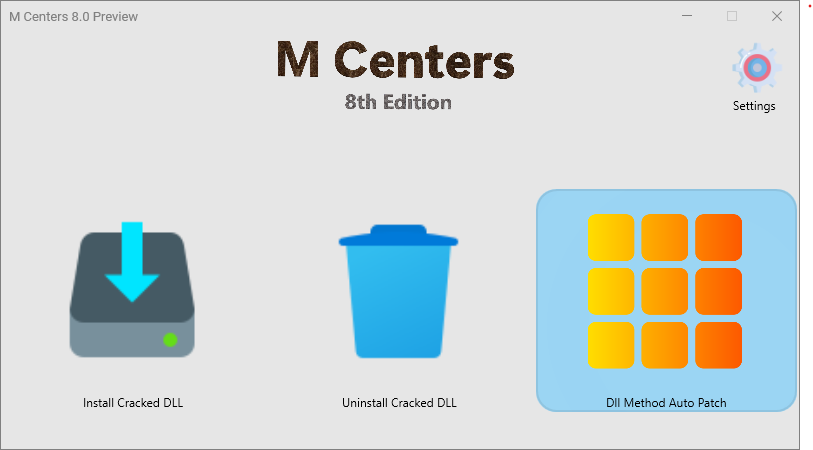 M Centers 8.0 Preview
M Centers
8th Edition
Settings
Install Cracked DLL
Uninstall Cracked DLL
Dll Method Auto Patch